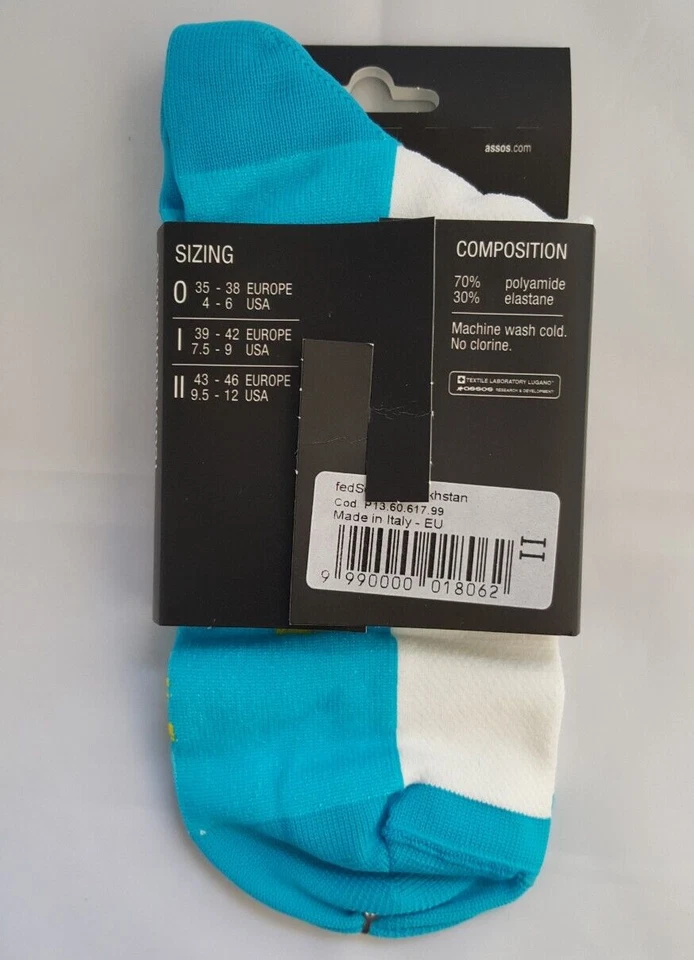 assos.com
SIZING
0 35 - 38 EUROPE
4 - 6 USA
I 39 - 42 EUROPE
7.5 - 9 USA
II 43 - 46 EUROPE
9.5 - 12 USA
COMPOSITION
70% polyamide
30% elastane
Machine wash cold.
No clorine.
TEXTILE LABORATORY LUGANO
assos RESEARCH & DEVELOPMENT
khstan
Cod P13.60.617.99
Made in Italy - EU
II
9 990000 018062